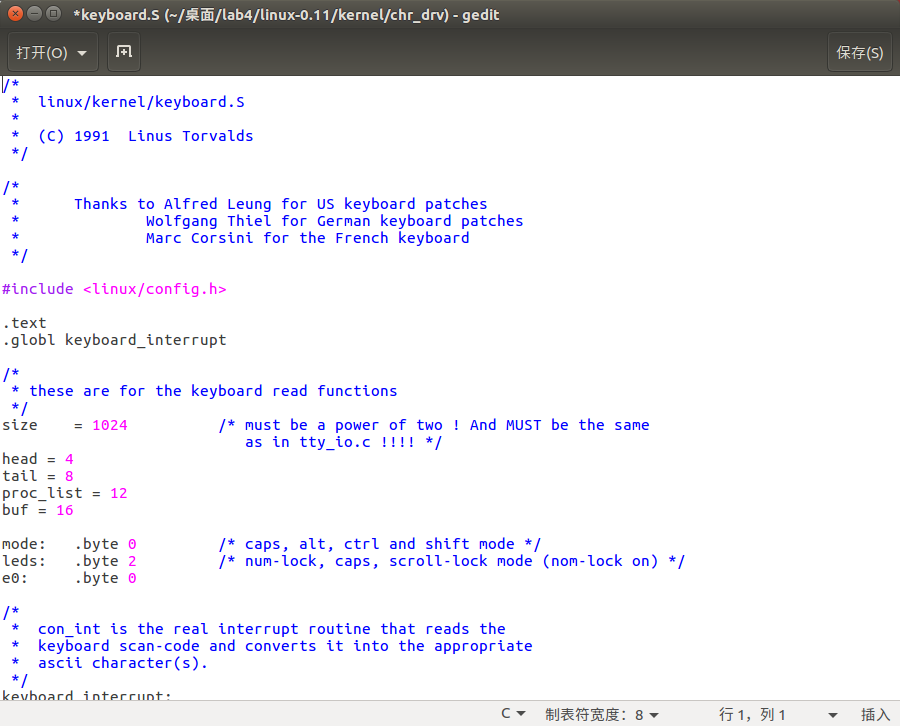 *keyboard.S (~/桌面/lab4/linux-0.11/kernel/chr_drv) - gedit
打开(O)
保存(S)
/*
 *  linux/kernel/keyboard.S
 *
 *  (C) 1991  Linus Torvalds
 */

/*
 *      Thanks to Alfred Leung for US keyboard patches
 *              Wolfgang Thiel for German keyboard patches
 *              Marc Corsini for the French keyboard
 */

#include <linux/config.h>

.text
.globl keyboard_interrupt

/*
 * these are for the keyboard read functions
 */
size    = 1024          /* must be a power of two ! And MUST be the same
                           as in tty_io.c !!!! */
head = 4
tail = 8
proc_list = 12
buf = 16

mode:   .byte 0         /* caps, alt, ctrl and shift mode */
leds:   .byte 2         /* num-lock, caps, scroll-lock mode (nom-lock on) */
e0:     .byte 0

/*
 *  con_int is the real interrupt routine that reads the
 *  keyboard scan-code and converts it into the appropriate
 *  ascii character(s).
 */
keyboard_interrupt:
C 制表符宽度: 8 行 1, 列 1 插入